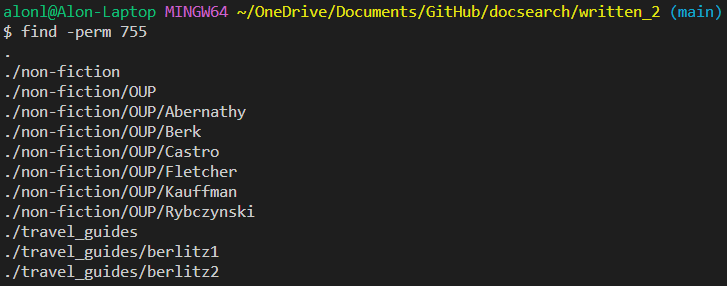 alonl@Alon-Laptop MINGW64 ~/OneDrive/Documents/GitHub/docsearch/written_2 (main)
$ find -perm 755
.
./non-fiction
./non-fiction/OUP
./non-fiction/OUP/Abernathy
./non-fiction/OUP/Berk
./non-fiction/OUP/Castro
./non-fiction/OUP/Fletcher
./non-fiction/OUP/Kauffman
./non-fiction/OUP/Rybczynski
./travel_guides
./travel_guides/berlitz1
./travel_guides/berlitz2